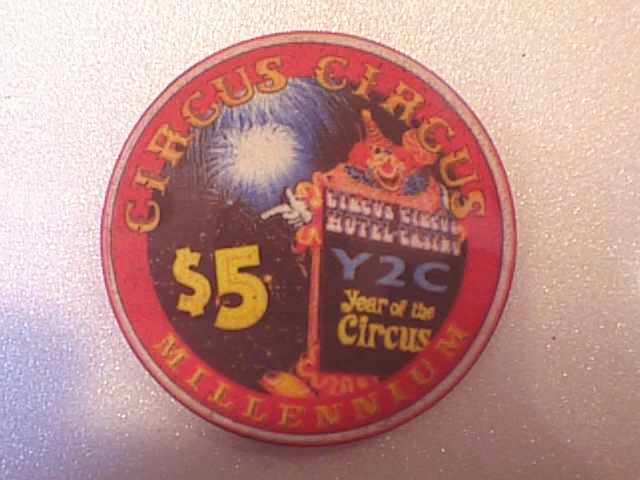 CIRCUS CIRCUS
CIRCUS CIRCUS
HOTEL-CASINO
$5
Y2C
Year of the
Circus
MILLENNIUM